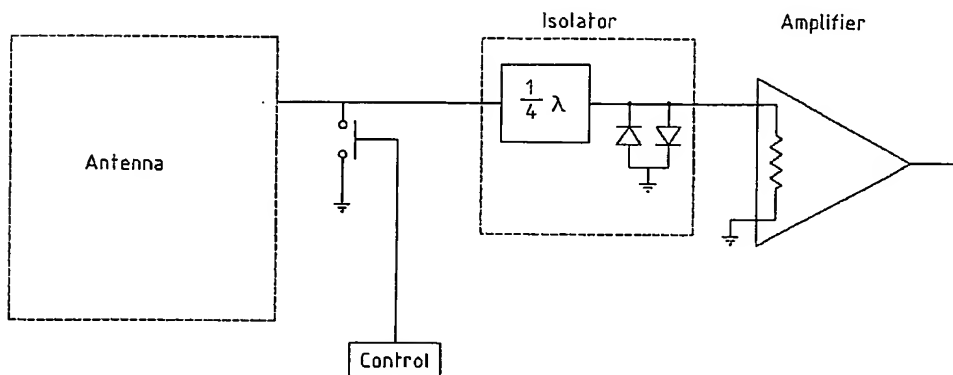 Isolator
Amplifier
1/4 λ
Antenna
Control